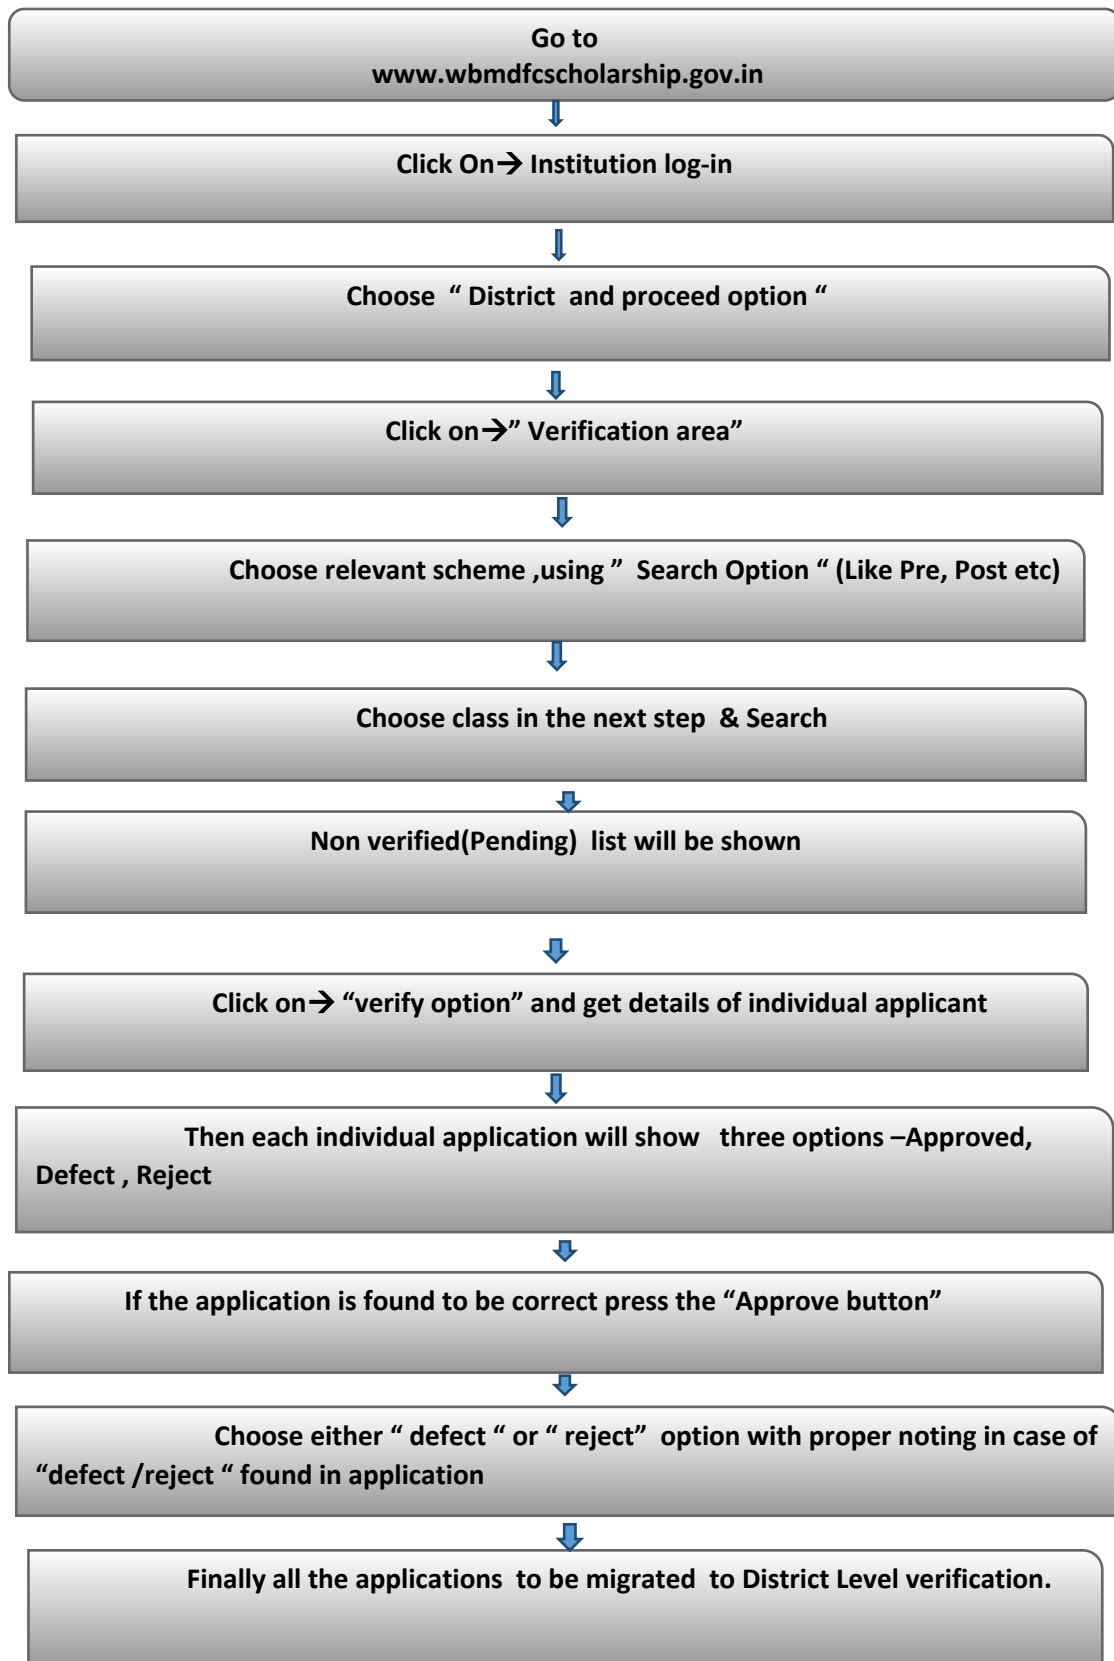 Go to
www.wbmdfcscholarship.gov.in
Click On→ Institution log-in
Choose “ District and proceed option “
Click on→” Verification area”
Choose relevant scheme ,using ” Search Option “ (Like Pre, Post etc)
Choose class in the next step & Search
Non verified(Pending) list will be shown
Click on→ “verify option” and get details of individual applicant
Then each individual application will show three options –Approved,
Defect , Reject
If the application is found to be correct press the “Approve button”
Choose either “ defect “ or “ reject” option with proper noting in case of
“defect /reject “ found in application
Finally all the applications to be migrated to District Level verification.